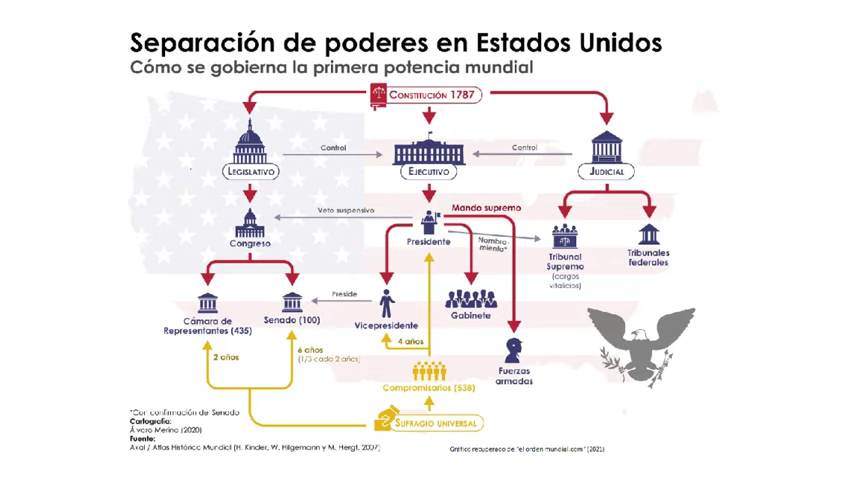 Separación de poderes en Estados Unidos
Cómo se gobierna la primera potencia mundial
CONSTITUCIÓN 1787
Control
Control
LEGISLATIVO
EJECUTIVO
JUDICIAL
Veto suspensivo
Mando supremo
Congreso
Presidente
Nombra-
miento*
Tribunal
Supremo
(cargos
vitalicios)
Tribunales
federales
Preside
Cámara de
Representantes (435)
Senado (100)
Vicepresidente
Gabinete
4 años
2 años
6 años
(1/3 cada 2 años)
Fuerzas
armadas
Compromisarios (538)
SUFRAGIO UNIVERSAL
*Con confirmación de Senado
Cartografía:
Álvaro Merino (2020)
Fuente:
Akal / Atlas Histórico Mundial (H. Kinder, W. Hilgemann y M. Hergt, 2007)
Gráfico recuperao de "el orden mundial.com" (2021)